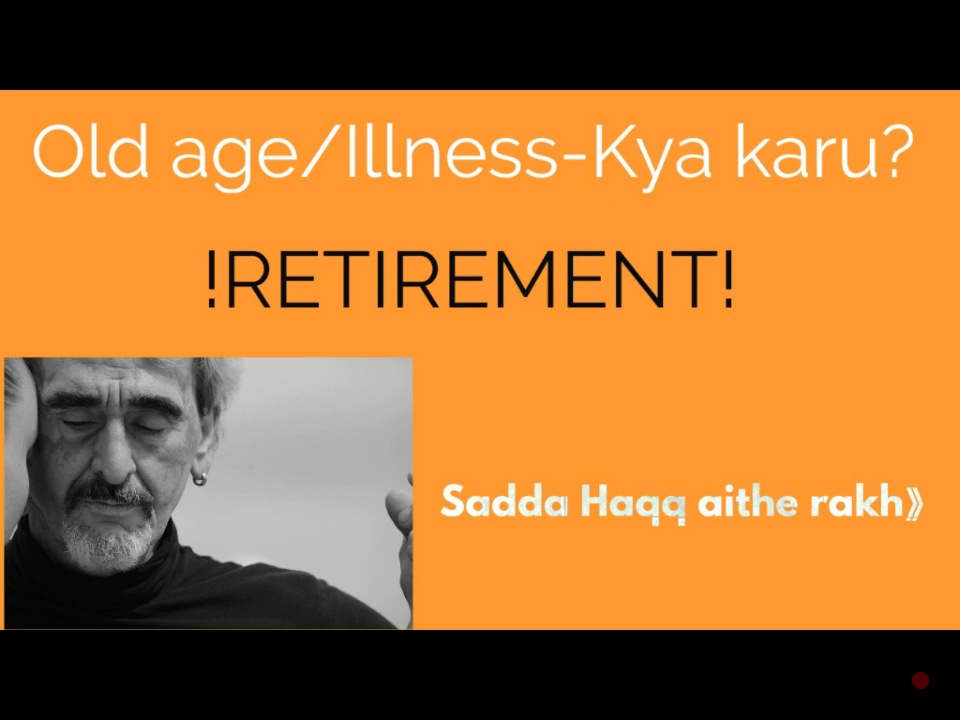 Old age/Illness-Kya karu?
!RETIREMENT!
Sadda Haqq aithe rakh》